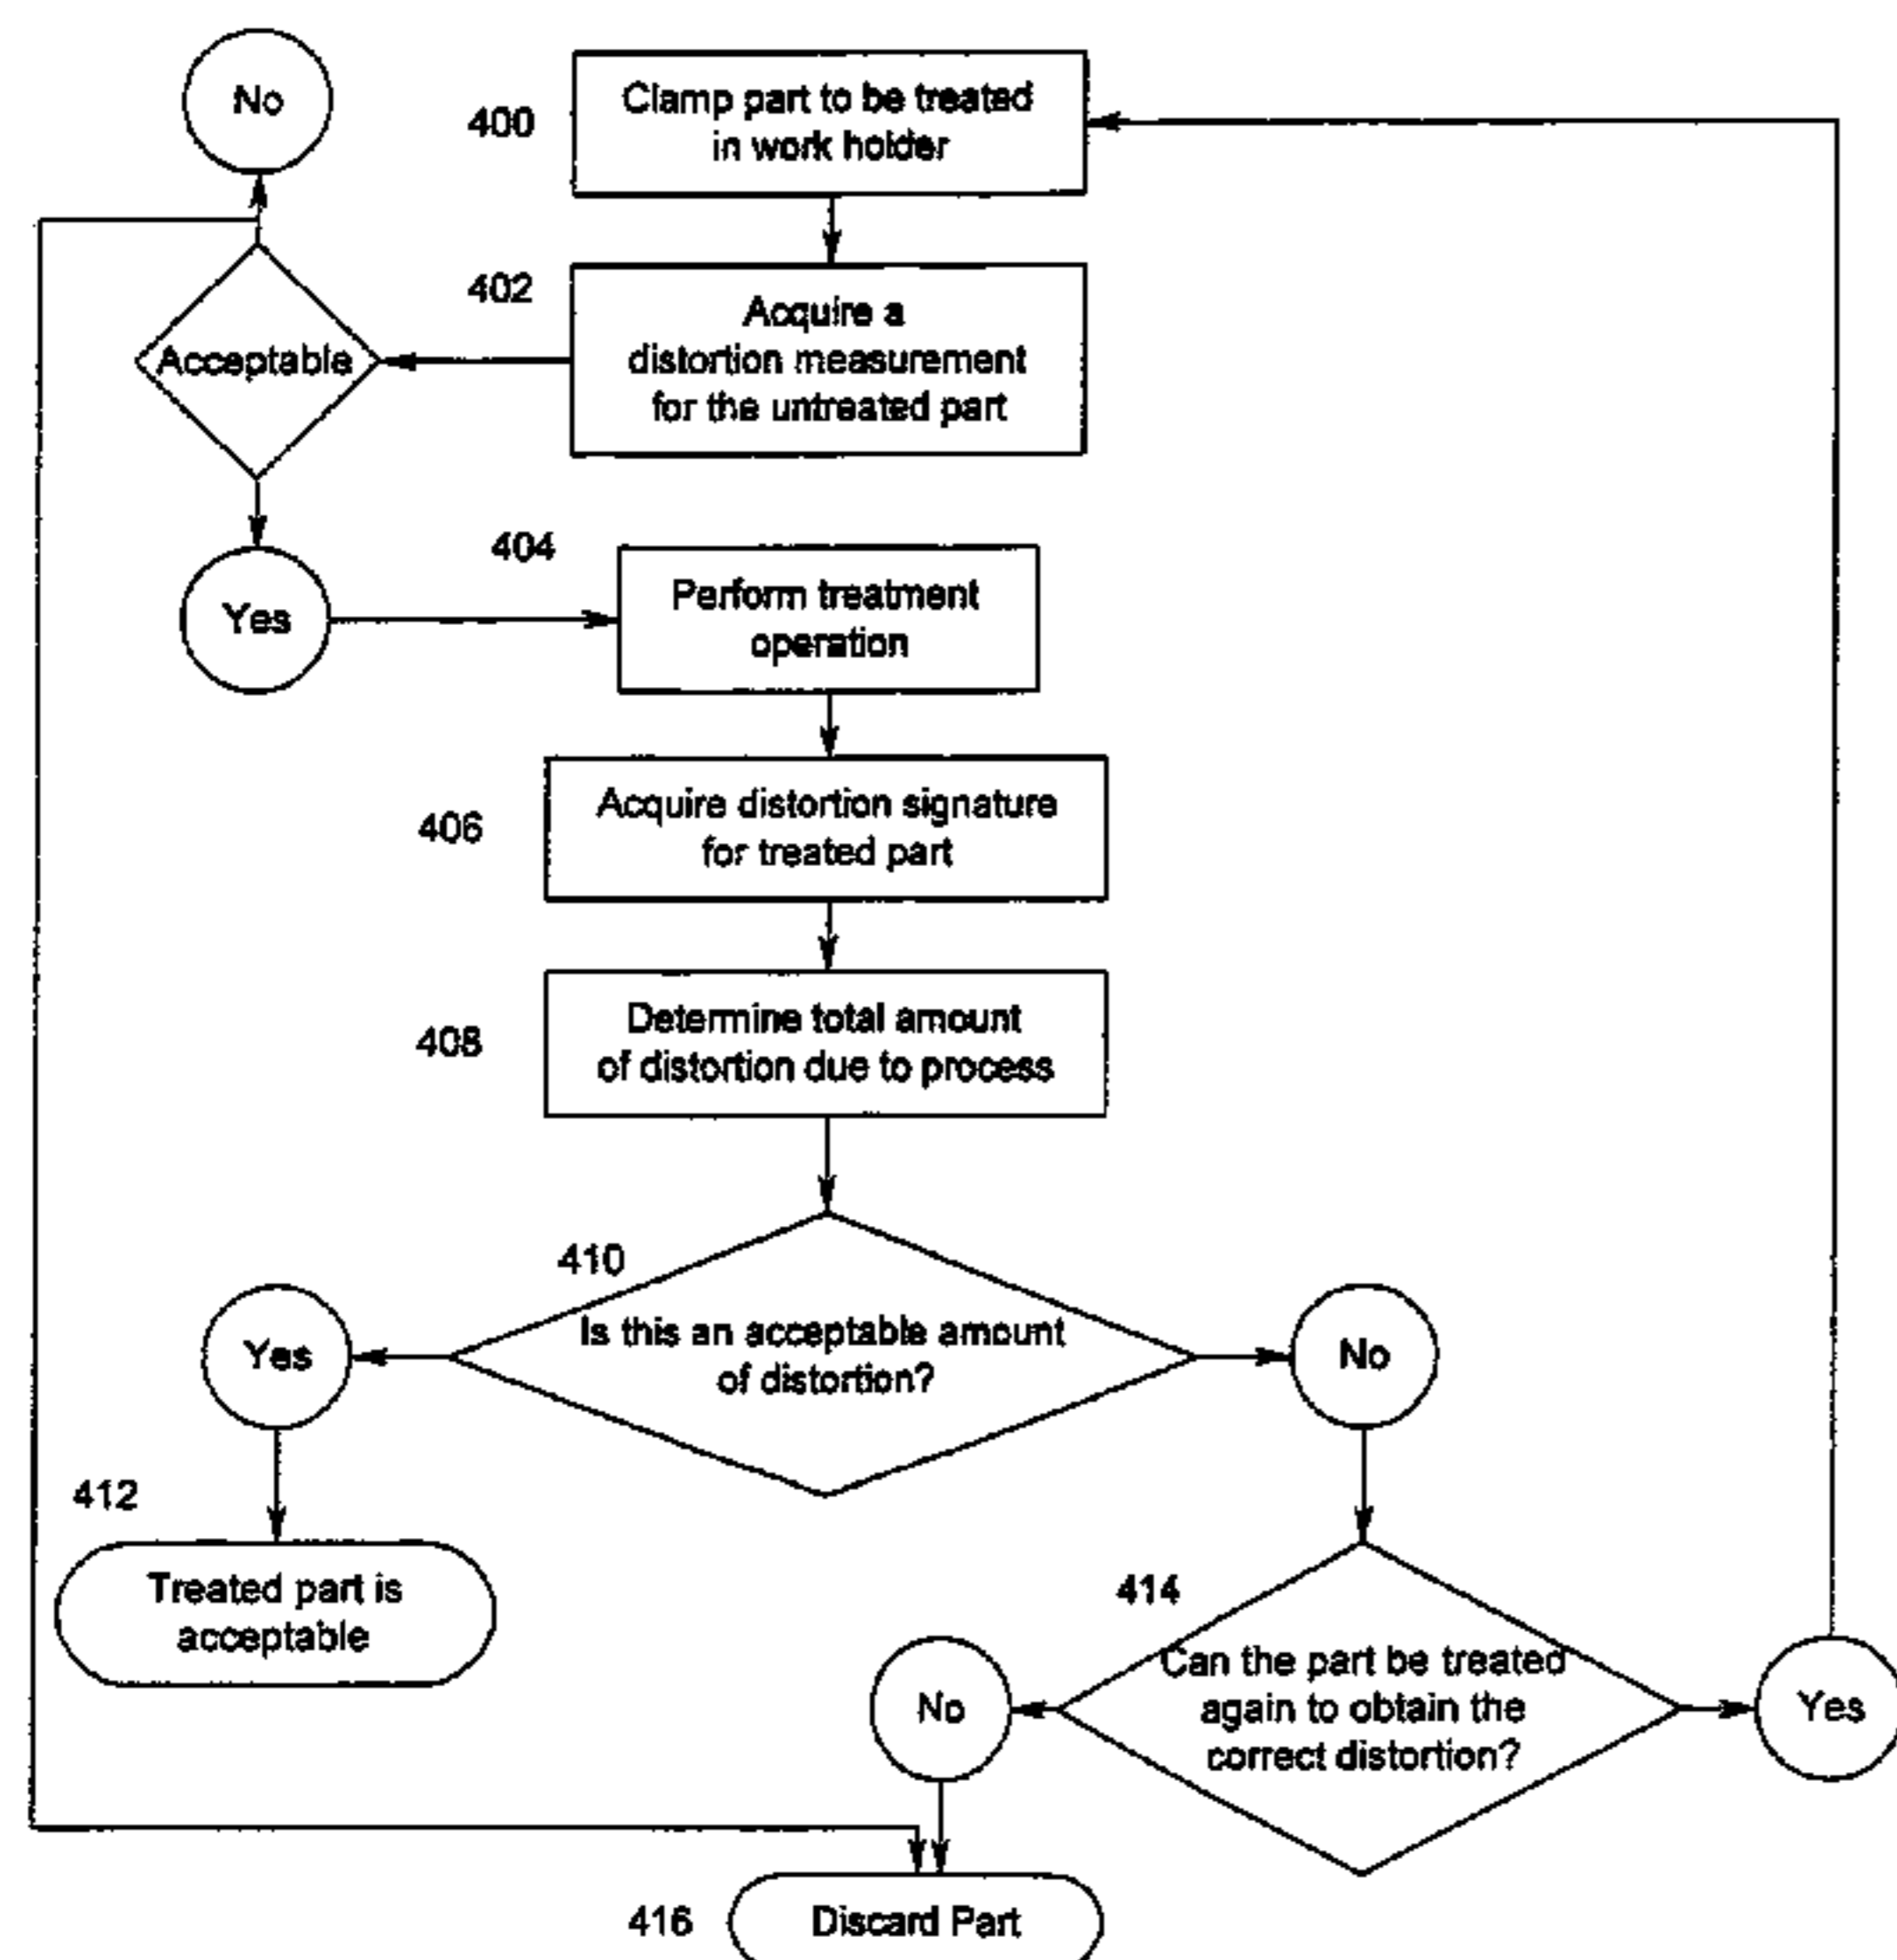 No
400
Clamp part to be treated
in work holder
402
Acquire a
distortion measurement
for the untreated part
Acceptable
Yes
404
Perform treatment
operation
406
Acquire distortion signature
for treated part
408
Determine total amount
of distortion due to process
410
Is this an acceptable amount
of distortion?
Yes
No
412
Treated part is
acceptable
414
Can the part be treated
again to obtain the
correct distortion?
No
Yes
416
Discard Part